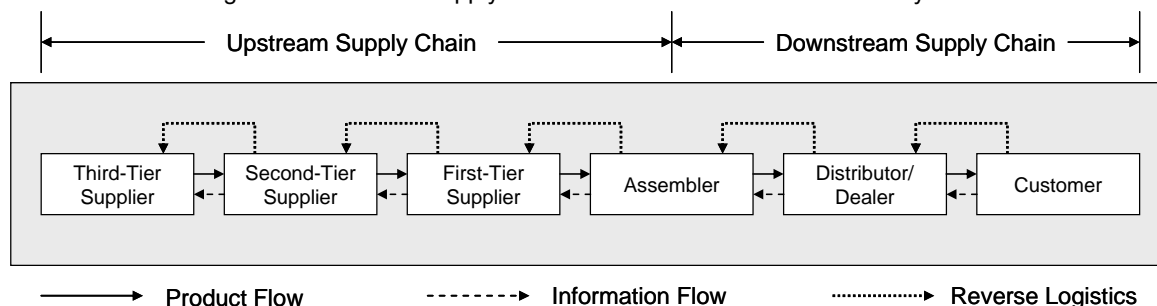 Upstream Supply Chain
Downstream Supply Chain
Third-Tier
Supplier
Second-Tier
Supplier
First-Tier
Supplier
Assembler
Distributor/
Dealer
Customer
Product Flow
Information Flow
Reverse Logistics